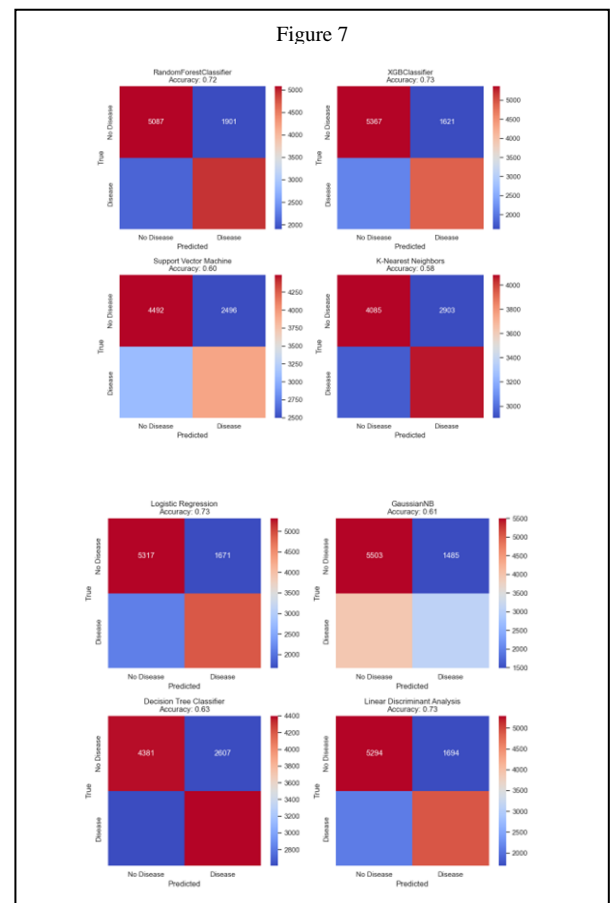 Figure 7
RandomForestClassifier
Accuracy: 0.72
No Disease
5087
1901
True
Disease
No Disease
Disease
Predicted
5000
4500
4000
3500
3000
2500
2000
XGBClassifier
Accuracy: 0.73
No Disease
5367
1621
True
Disease
No Disease
Disease
Predicted
5000
4500
4000
3500
3000
2500
2000
Support Vector Machine
Accuracy: 0.60
No Disease
4492
2496
True
Disease
No Disease
Disease
Predicted
4250
4000
3750
3500
3250
3000
2750
2500
K-Nearest Neighbors
Accuracy: 0.58
No Disease
4085
2903
True
Disease
No Disease
Disease
Predicted
4000
3800
3600
3400
3200
3000
Logistic Regression
Accuracy: 0.73
No Disease
5317
1671
True
Disease
No Disease
Disease
Predicted
5000
4500
4000
3500
3000
2500
2000
GaussianNB
Accuracy: 0.61
No Disease
5503
1485
True
Disease
No Disease
Disease
Predicted
5500
5000
4500
4000
3500
3000
2500
2000
1500
Decision Tree Classifier
Accuracy: 0.63
No Disease
4381
2607
True
Disease
No Disease
Disease
Predicted
4400
4200
4000
3800
3600
3400
3200
3000
2800
Linear Discriminant Analysis
Accuracy: 0.73
No Disease
5294
1694
True
Disease
No Disease
Disease
Predicted
5000
4500
4000
3500
3000
2500
2000